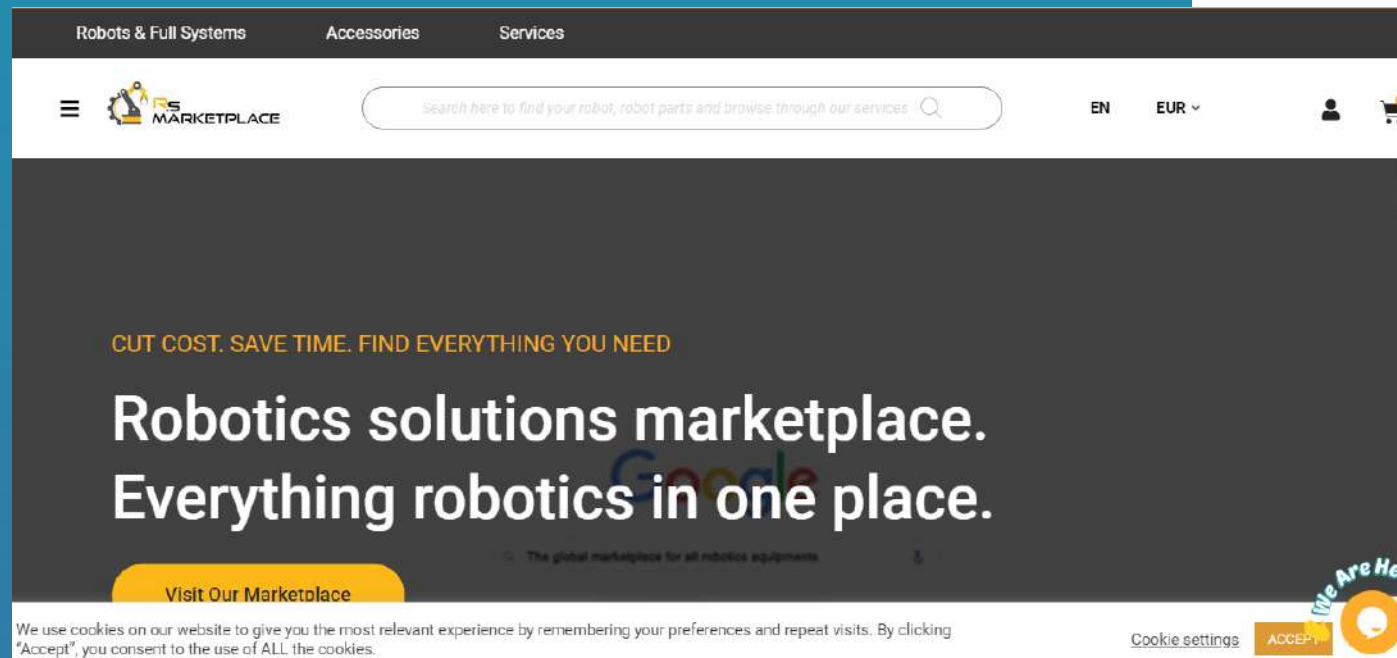 Robots & Full Systems Accessories Services
Rs
MARKETPLACE
Search here to find your robot, robot parts and browse through our services
EN EUR
CUT COST. SAVE TIME. FIND EVERYTHING YOU NEED
Robotics solutions marketplace.
Google
Everything robotics in one place.
The global marketplace for all robotics equipments
Visit Our Marketplace
We Are He
We use cookies on our website to give you the most relevant experience by remembering your preferences and repeat visits. By clicking
"Accept", you consent to the use of ALL the cookies.
Cookie settings ACCEPT